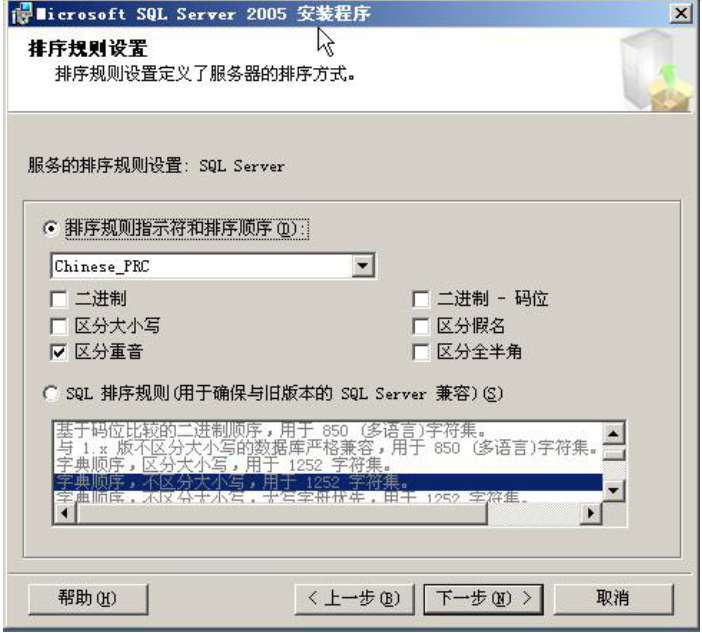 Microsoft SQL Server 2005 安装程序
排序规则设置
排序规则设置定义了服务器的排序方式。
服务的排序规则设置: SQL Server
排序规则指示符和排序顺序(D):
Chinese_PRC
二进制
二进制 - 码位
区分大小写
区分假名
区分重音
区分全半角
SQL 排序规则(用于确保与旧版本的 SQL Server 兼容)(S)
基于码位比较的二进制顺序，用于 850 (多语言)字符集。
与 1.x 版不区分大小写的数据库严格兼容，用于 850 (多语言)字符集。
字典顺序，区分大小写，用于 1252 字符集。
字典顺序，不区分大小写，用于 1252 字符集。
字典顺序，不区分大小写，大写字母优先，用于 1252 字符集。
帮助(H)
< 上一步(B)
下一步(N) >
取消